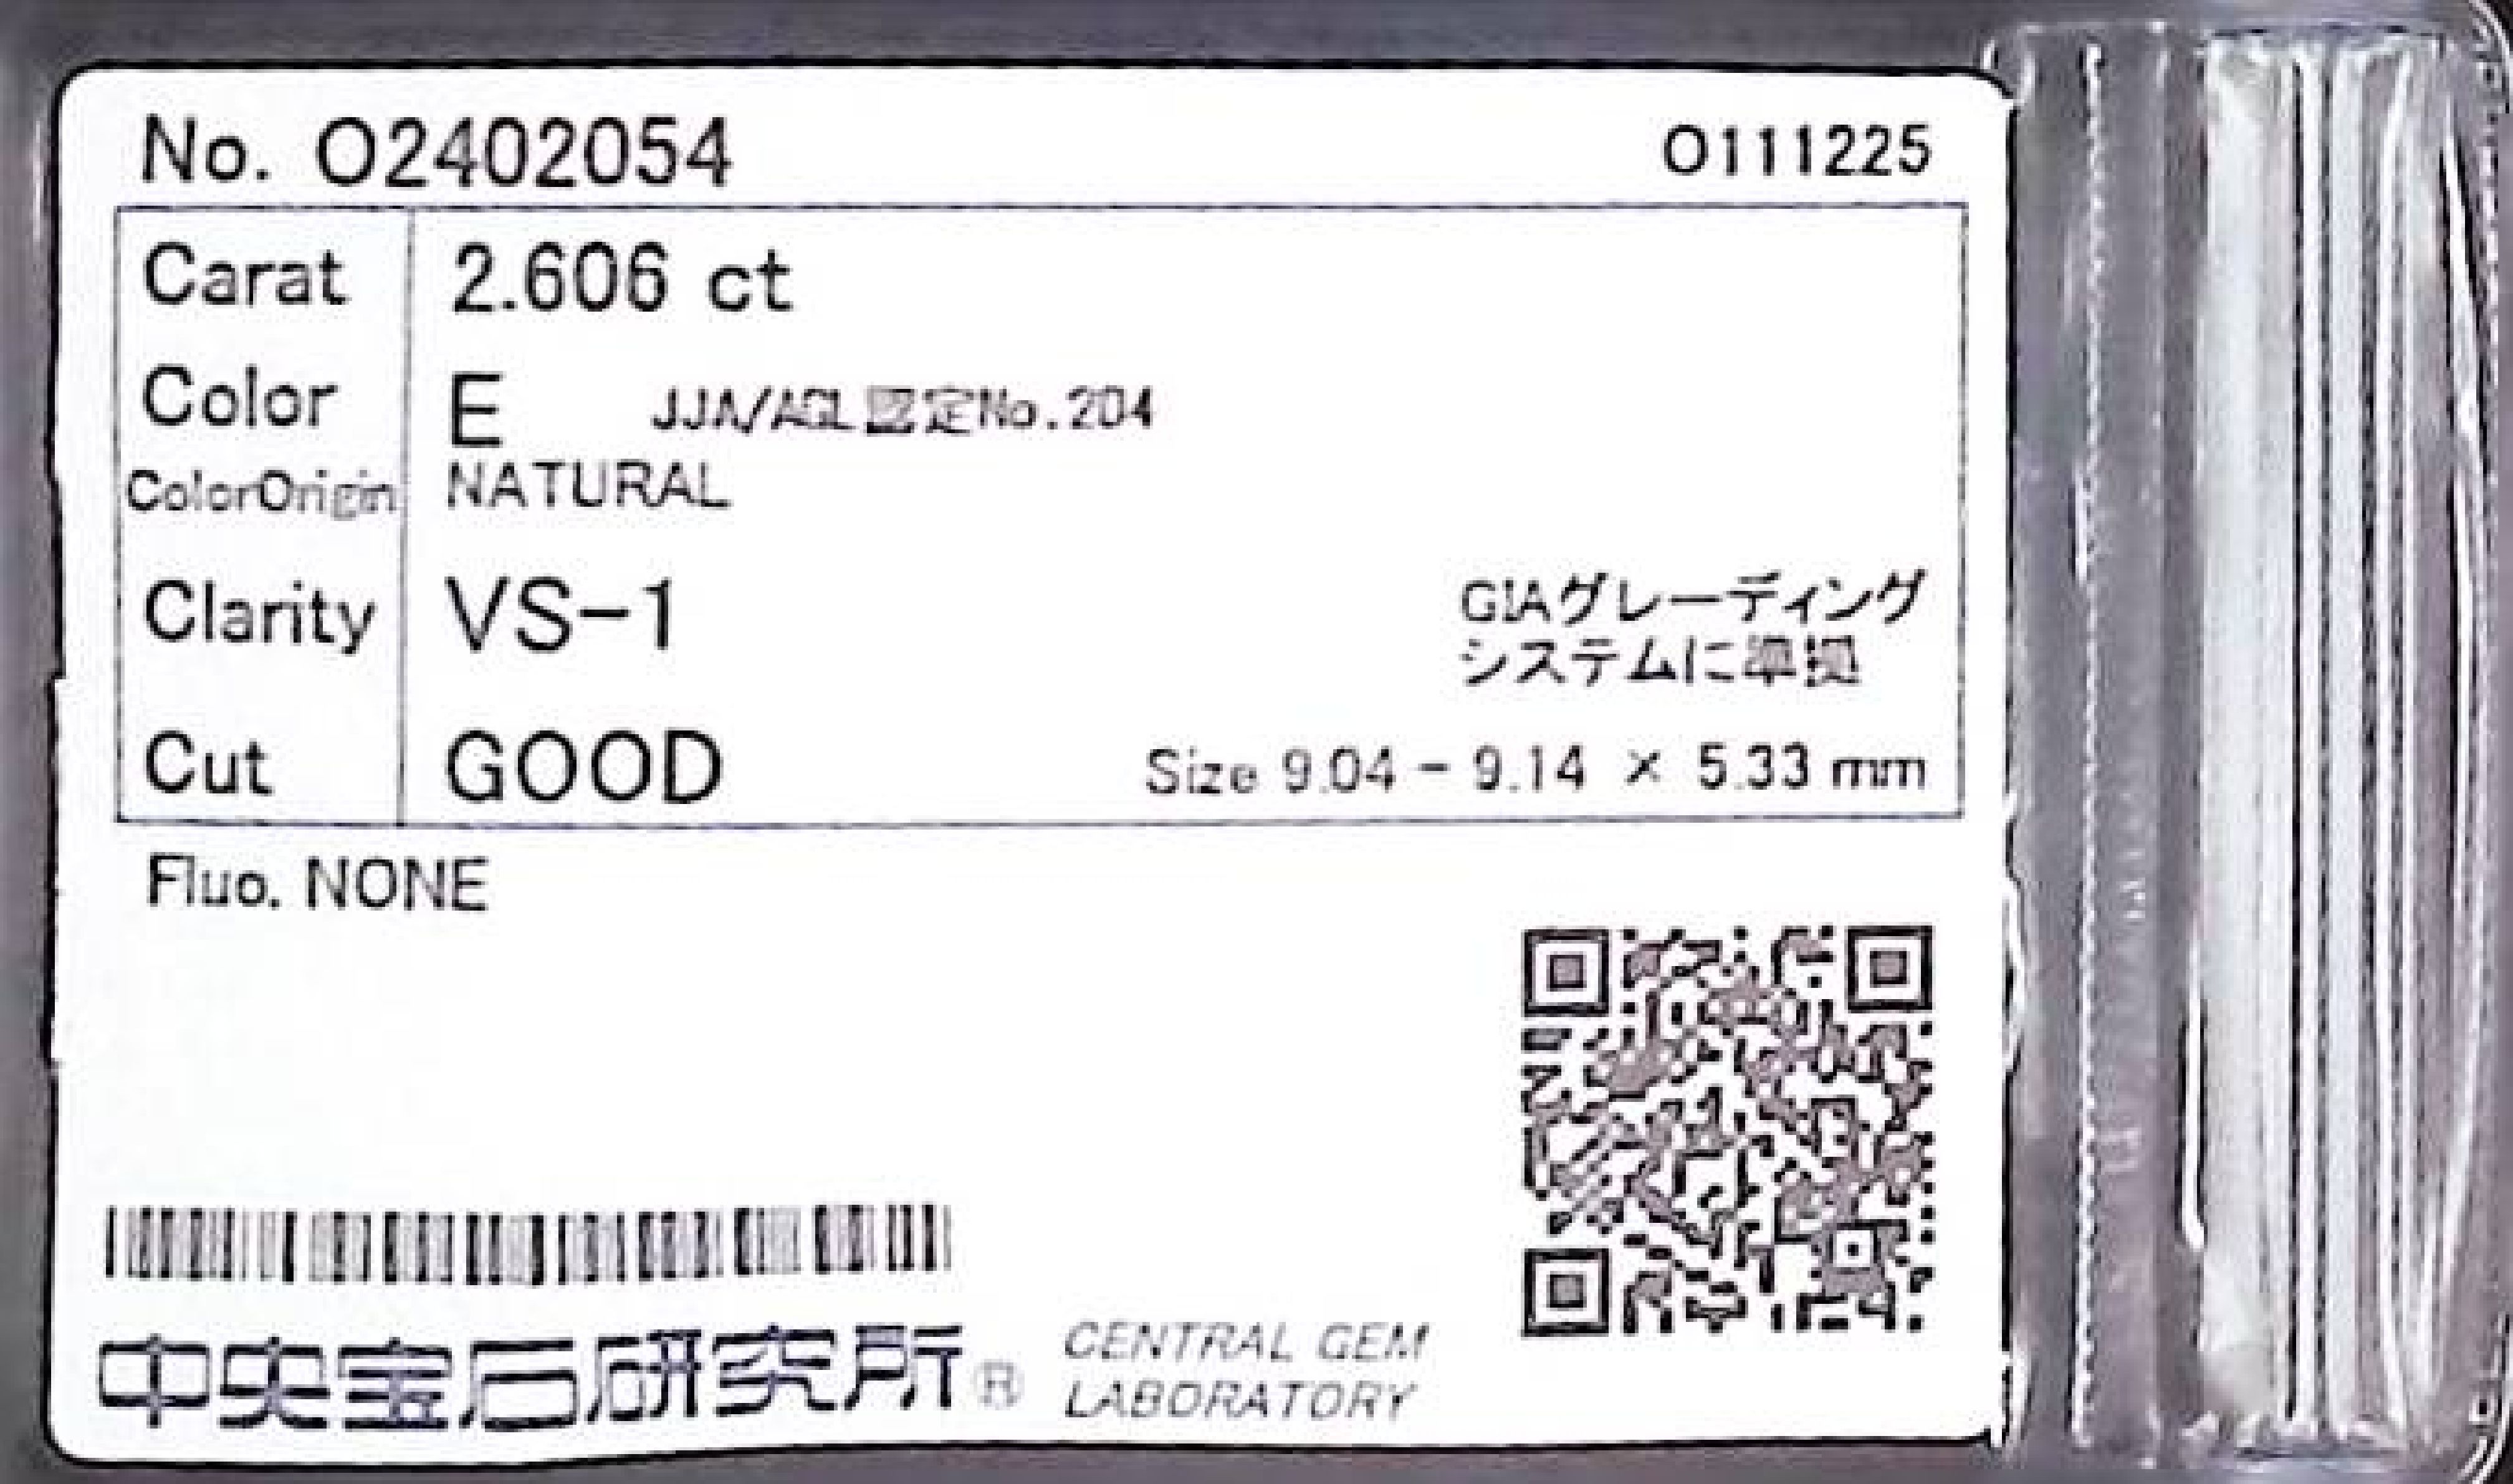 No. O2402054 O111225
Carat 2.606 ct
Color E JJA/AGL認定No.204
ColorOrigin NATURAL
Clarity VS-1
GIAグレーディング
システムに準拠
Cut GOOD Size 9.04 - 9.14 × 5.33 mm
Fluo. NONE
中央宝石研究所® CENTRAL GEM
LABORATORY